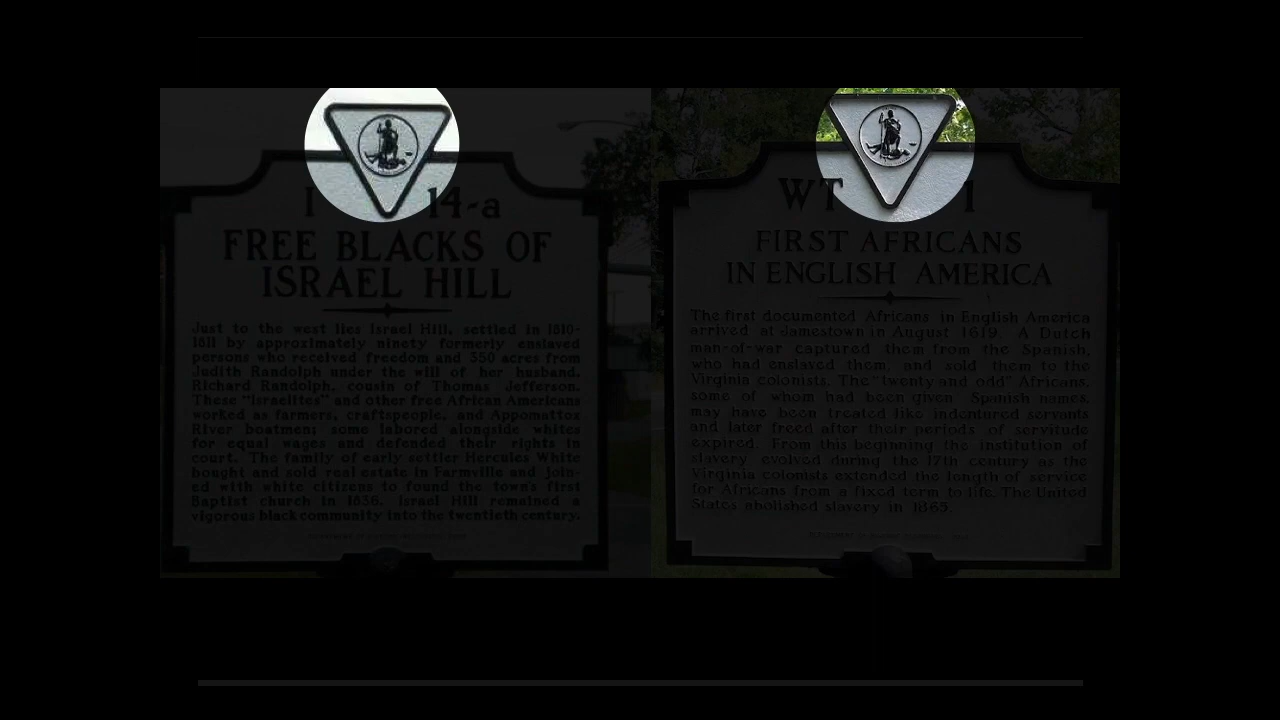 I 14-a
FREE BLACKS OF
ISRAEL HILL
Just to the west lies Israel Hill, settled in 1810-
1811 by approximately ninety formerly enslaved
persons who received freedom and 350 acres from
Judith Randolph under the will of her husband,
Richard Randolph, cousin of Thomas Jefferson.
These "Israelites" and other free African Americans
worked as farmers, craftspeople, and Appomattox
River boatmen; some labored alongside whites
for equal wages and defended their rights in
court. The family of early settler Hercules White
bought and sold real estate in Farmville and join-
ed with white citizens to found the town's first
Baptist church in 1836. Israel Hill remained a
vigorous black community into the twentieth century.
WT 1
FIRST AFRICANS
IN ENGLISH AMERICA
The first documented Africans in English America
arrived at Jamestown in August 1619. A Dutch
man-of-war captured them from the Spanish,
who had enslaved them, and sold them to the
Virginia colonists. The "twenty and odd" Africans,
some of whom had been given Spanish names,
may have been treated like indentured servants
and later freed after their periods of servitude
expired. From this beginning the institution of
slavery evolved during the 17th century as the
Virginia colonists extended the length of service
for Africans from a fixed term to life. The United
States abolished slavery in 1865.